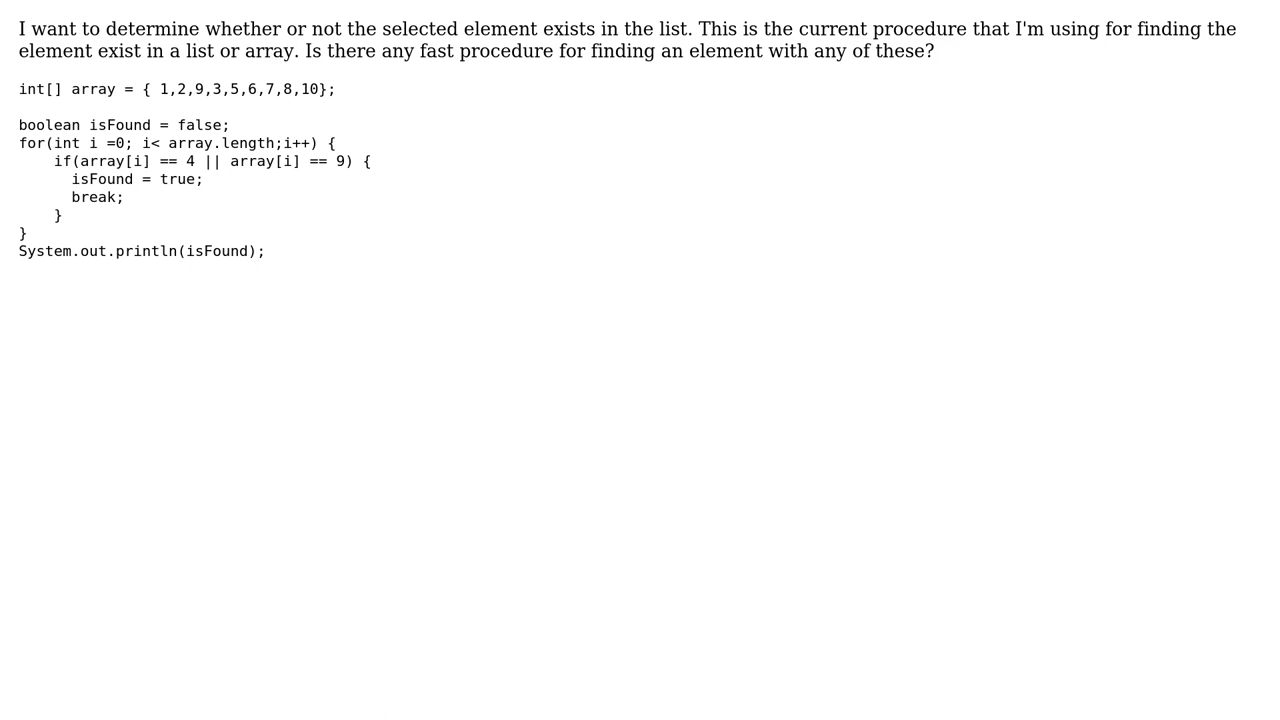 I want to determine whether or not the selected element exists in the list. This is the current procedure that I'm using for finding the
element exist in a list or array. Is there any fast procedure for finding an element with any of these?
int[] array = { 1,2,9,3,5,6,7,8,10};
boolean isFound = false;
for(int i =0; i< array.length;i++) {
    if(array[i] == 4 || array[i] == 9) {
      isFound = true;
      break;
    }
}
System.out.println(isFound);